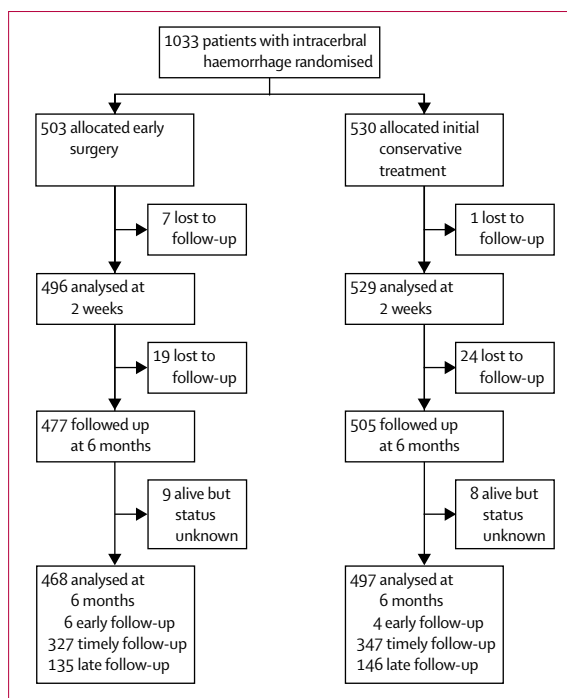 1033 patients with intracerbral
haemorrhage randomised
503 allocated early
surgery
530 allocated initial
conservative
treatment
7 lost to
follow-up
1 lost to
follow-up
496 analysed at
2 weeks
529 analysed at
2 weeks
19 lost to
follow-up
24 lost to
follow-up
477 followed up
at 6 months
505 followed up
at 6 months
9 alive but
status
unknown
8 alive but
status
unknown
468 analysed at
6 months
6 early follow-up
327 timely follow-up
135 late follow-up
497 analysed at
6 months
4 early follow-up
347 timely follow-up
146 late follow-up